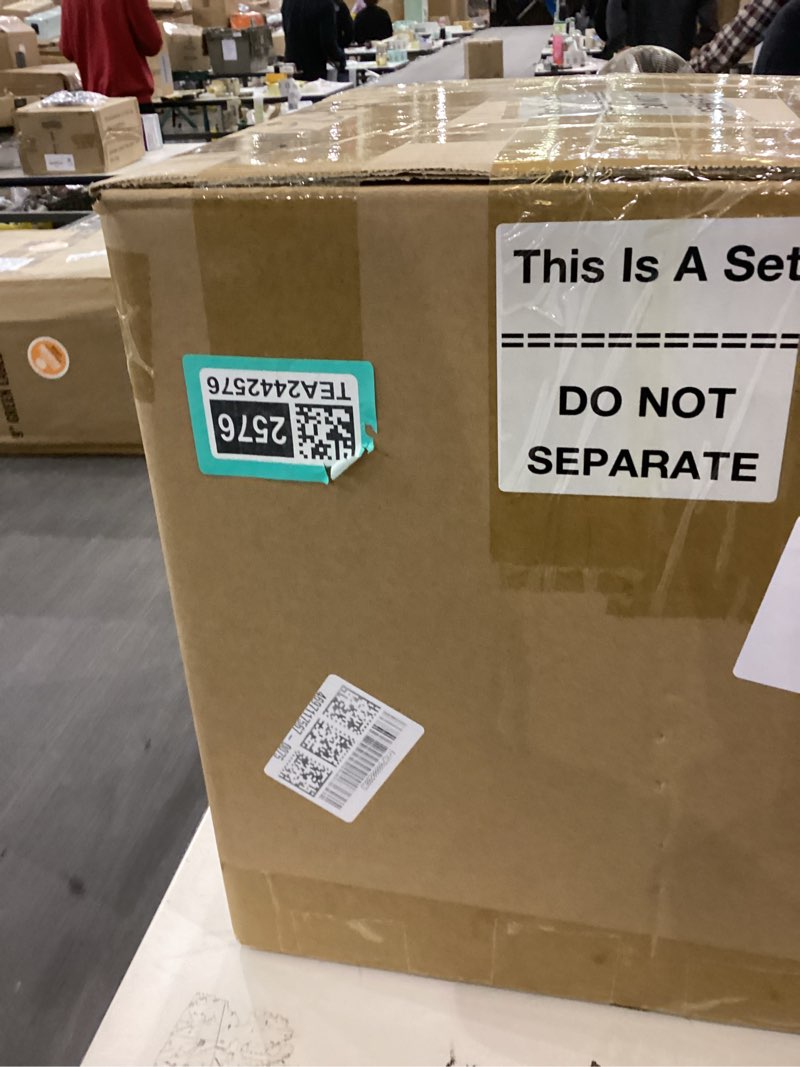 This Is A Set
============
DO NOT
SEPARATE
TEA2442576
2576